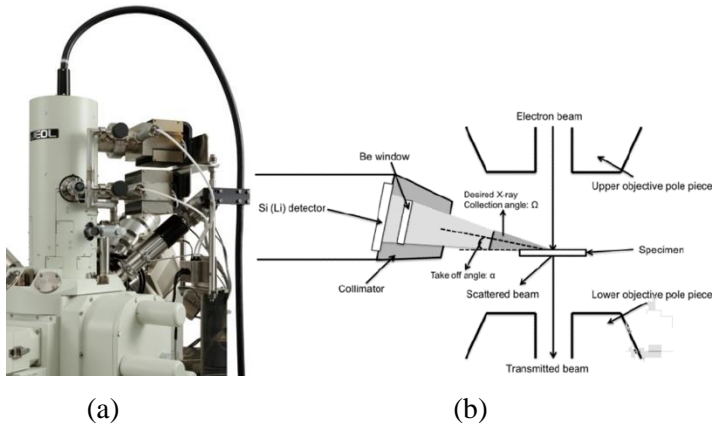 JEOL
Electron beam
Be window
Desired X-ray
Collection angle: Ω
Upper objective pole piece
Si (Li) detector
Specimen
Take off angle: α
Collimator
Scattered beam
Lower objective pole piece
Transmitted beam
(a)
(b)